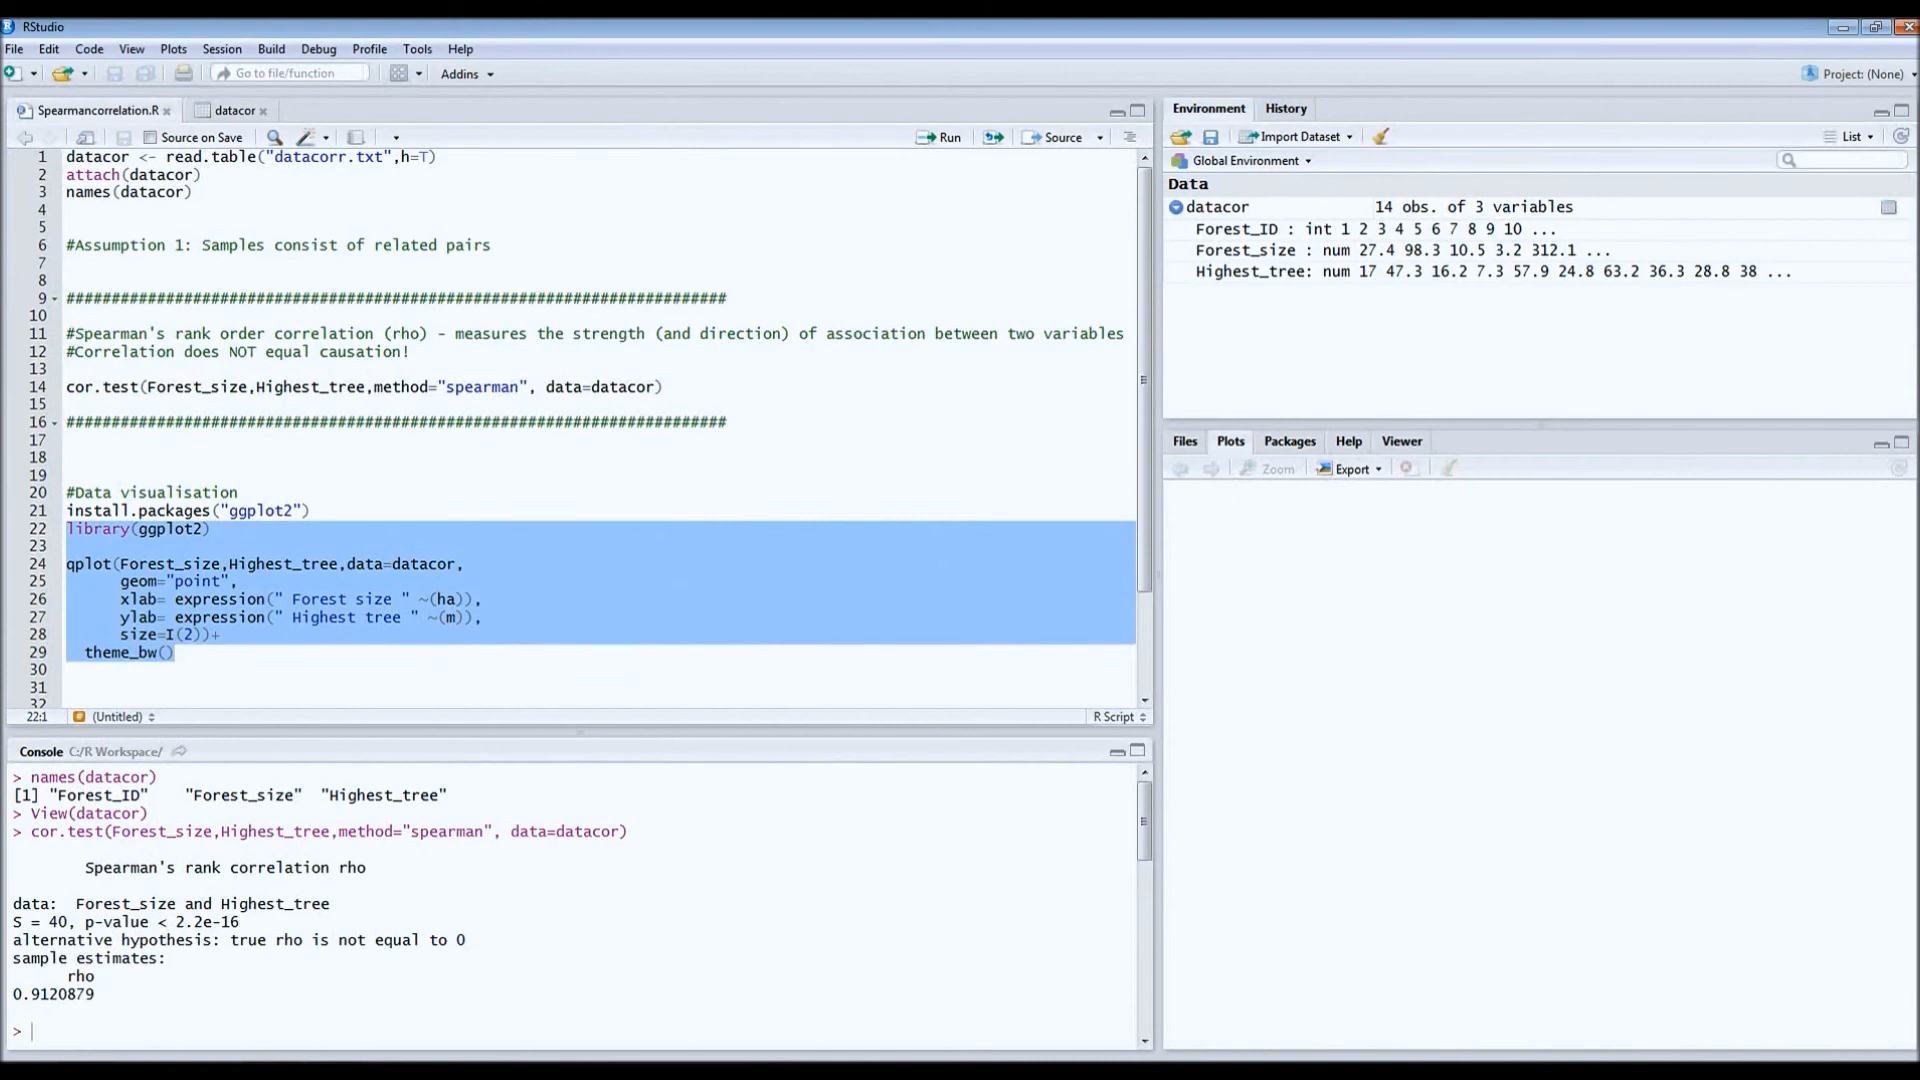 RStudio
File Edit Code View Plots Session Build Debug Profile Tools Help
Go to file/function Addins Project: (None)
Spearmancorrelation.R datacor
Source on Save Run Source
1 datacor <- read.table("datacorr.txt",h=T)
2 attach(datacor)
3 names(datacor)
4
5
6 #Assumption 1: Samples consist of related pairs
7
8
9 #########################################################################
10
11 #Spearman's rank order correlation (rho) - measures the strength (and direction) of association between two variables
12 #Correlation does NOT equal causation!
13
14 cor.test(Forest_size,Highest_tree,method="spearman", data=datacor)
15
16 #########################################################################
17
18
19
20 #Data visualisation
21 install.packages("ggplot2")
22 library(ggplot2)
23
24 qplot(Forest_size,Highest_tree,data=datacor,
25 geom="point",
26 xlab= expression(" Forest size " ~(ha)),
27 ylab= expression(" Highest tree " ~(m)),
28 size=I(2))+
29 theme_bw()
30
31
32
22:1 (Untitled) R Script
Console C:/R Workspace/
> names(datacor)
[1] "Forest_ID" "Forest_size" "Highest_tree"
> View(datacor)
> cor.test(Forest_size,Highest_tree,method="spearman", data=datacor)
Spearman's rank correlation rho
data: Forest_size and Highest_tree
S = 40, p-value < 2.2e-16
alternative hypothesis: true rho is not equal to 0
sample estimates:
rho
0.9120879
>
Environment History
Import Dataset List
Global Environment
Data
datacor 14 obs. of 3 variables
Forest_ID : int 1 2 3 4 5 6 7 8 9 10 ...
Forest_size : num 27.4 98.3 10.5 3.2 312.1 ...
Highest_tree: num 17 47.3 16.2 7.3 57.9 24.8 63.2 36.3 28.8 38 ...
Files Plots Packages Help Viewer
Zoom Export